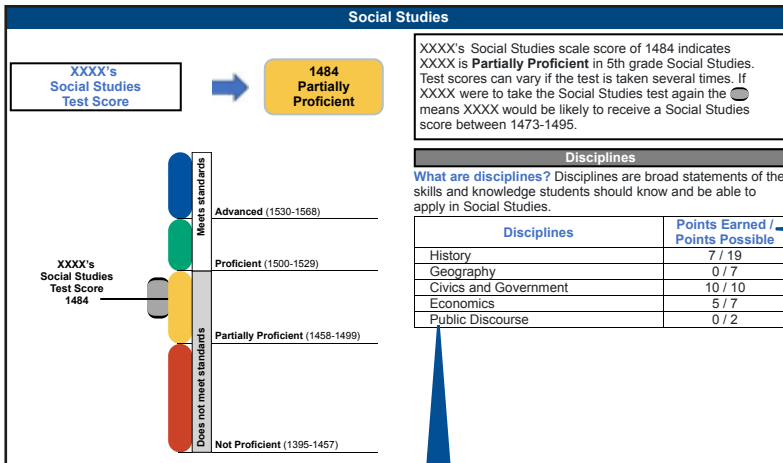 Social Studies
XXXX's
Social Studies
Test Score
1484
Partially
Proficient
XXXX's Social Studies scale score of 1484 indicates
XXXX is Partially Proficient in 5th grade Social Studies.
Test scores can vary if the test is taken several times. If
XXXX were to take the Social Studies test again the
means XXXX would be likely to receive a Social Studies
score between 1473-1495.
Meets standards
Advanced (1530-1568)
Proficient (1500-1529)
XXXX's
Social Studies
Test Score
1484
Does not meet standards
Partially Proficient (1458-1499)
Not Proficient (1395-1457)
Disciplines
What are disciplines? Disciplines are broad statements of the
skills and knowledge students should know and be able to
apply in Social Studies.
Disciplines
Points Earned /
Points Possible
History 7 / 19
Geography 0 / 7
Civics and Government 10 / 10
Economics 5 / 7
Public Discourse 0 / 2